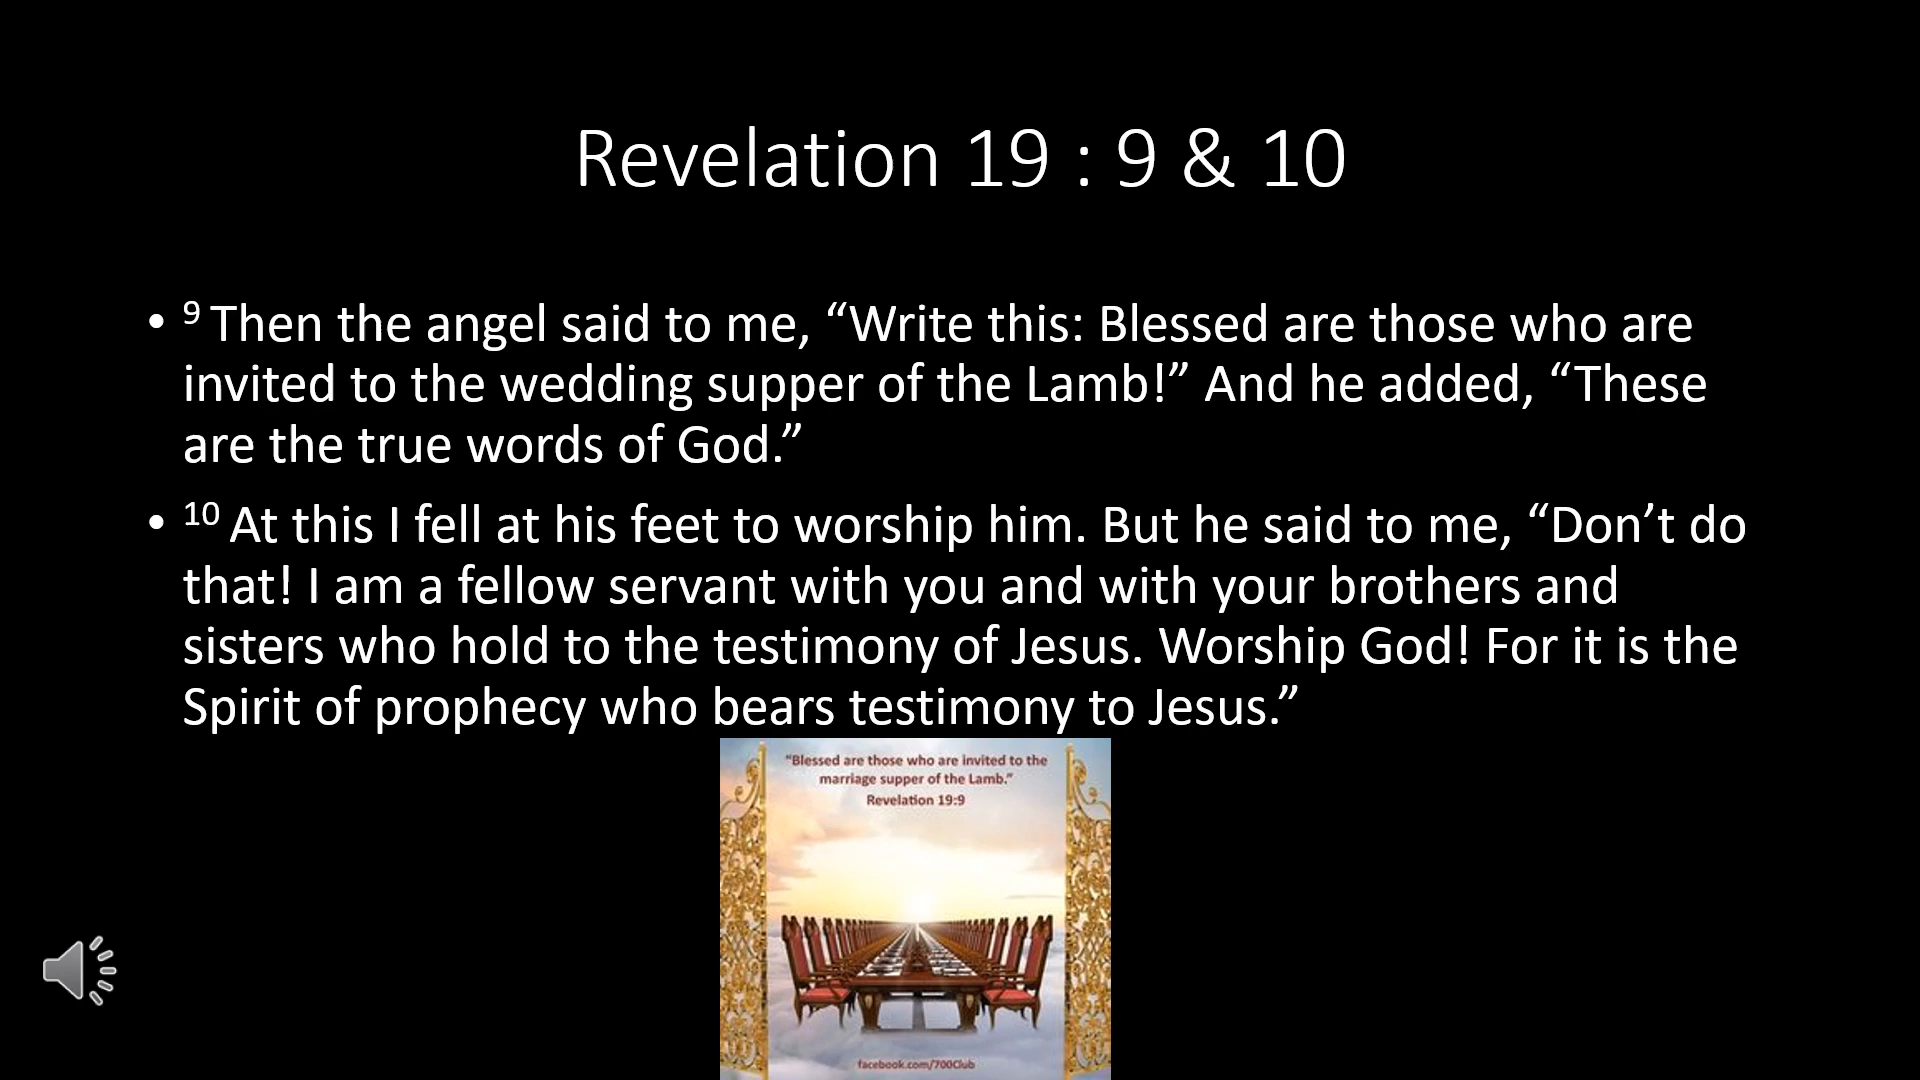 Revelation 19 : 9 & 10
• ⁹ Then the angel said to me, “Write this: Blessed are those who are
invited to the wedding supper of the Lamb!” And he added, “These
are the true words of God.”
• ¹⁰ At this I fell at his feet to worship him. But he said to me, “Don’t do
that! I am a fellow servant with you and with your brothers and
sisters who hold to the testimony of Jesus. Worship God! For it is the
Spirit of prophecy who bears testimony to Jesus.”
“Blessed are those who are invited to the
marriage supper of the Lamb.”
Revelation 19:9
facebook.com/700Club